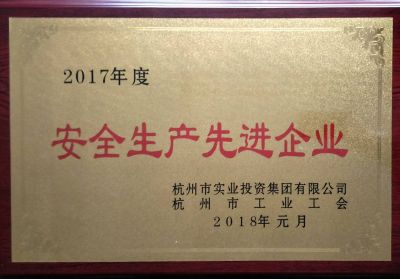 2017年度
安全生产先进企业
杭州市实业投资集团有限公司
杭州市工业工会
2018年元月